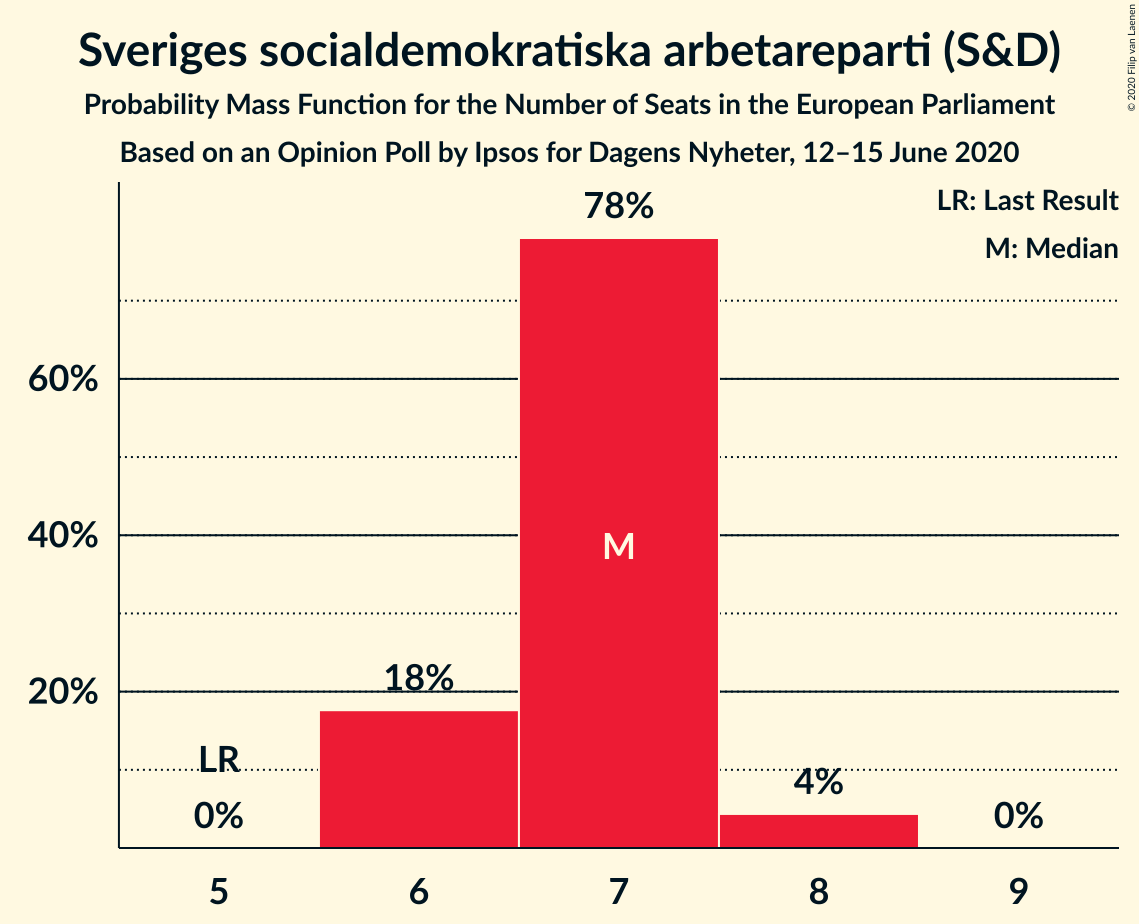 Sveriges socialdemokratiska arbetareparti (S&D)
Probability Mass Function for the Number of Seats in the European Parliament
Based on an Opinion Poll by Ipsos for Dagens Nyheter, 12–15 June 2020
© 2020 Filip van Laenen
LR: Last Result
M: Median
78%
60%
40%
M
18%
20%
LR
4%
0%
0%
5
6
7
8
9